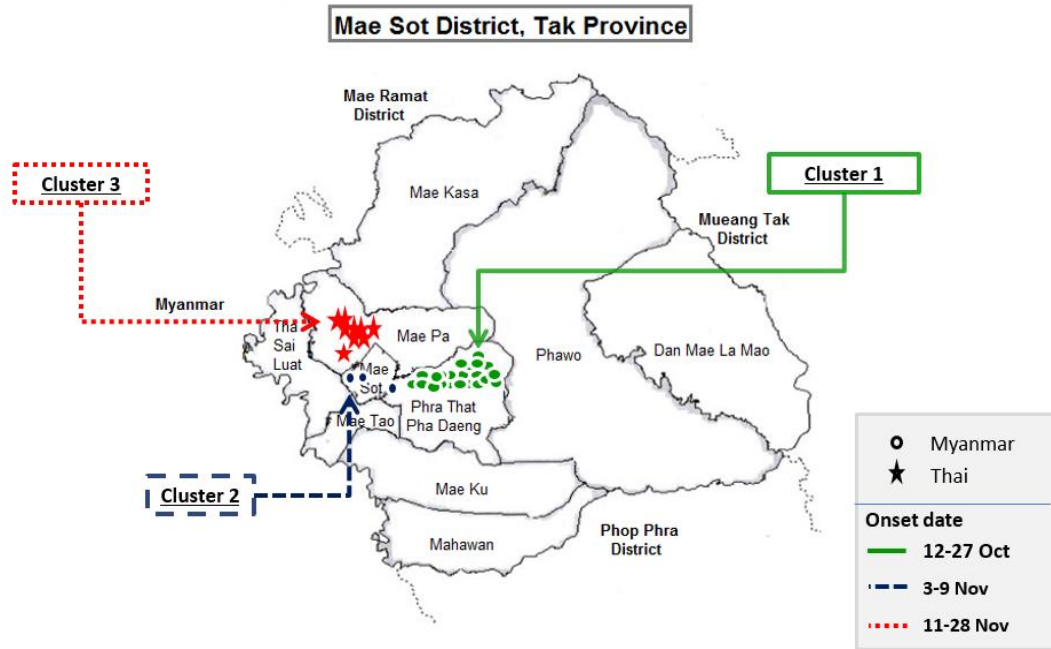 Mae Sot District, Tak Province
Mae Ramat
District
Cluster 3
Cluster 1
Mae Kasa
Mueang Tak
District
Myanmar
Tha
Sai
Luat
Mae Pa
Phawo
Dan Mae La Mao
Mae
Sot
Phra That
Pha Daeng
Mae Tao
Cluster 2
Mae Ku
Mahawan
Phop Phra
District
Myanmar
Thai
Onset date
12-27 Oct
3-9 Nov
11-28 Nov